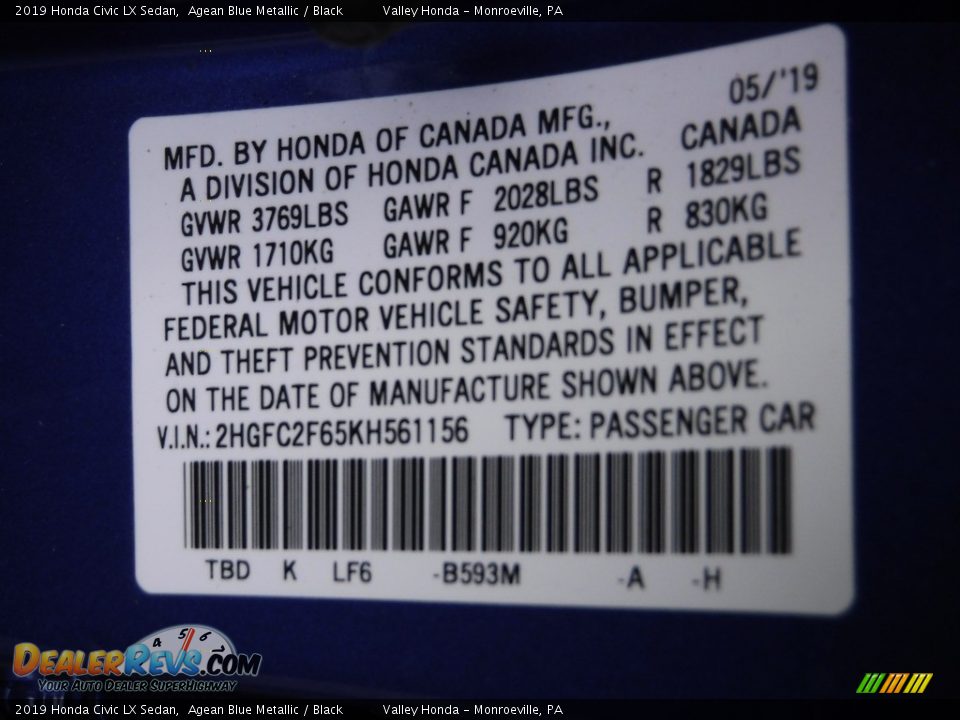 2019 Honda Civic LX Sedan,  Agean Blue Metallic / Black          Valley Honda - Monroeville, PA
05/'19
MFD. BY HONDA OF CANADA MFG., CANADA
A DIVISION OF HONDA CANADA INC.
GVWR 3769LBS GAWR F 2028LBS R 1829LBS
GVWR 1710KG GAWR F 920KG R 830KG
THIS VEHICLE CONFORMS TO ALL APPLICABLE
FEDERAL MOTOR VEHICLE SAFETY, BUMPER,
AND THEFT PREVENTION STANDARDS IN EFFECT
ON THE DATE OF MANUFACTURE SHOWN ABOVE.
V.I.N.: 2HGFC2F65KH561156 TYPE: PASSENGER CAR
TBD K LF6 -B593M -A -H
4 5 6
DealerRevs.com
Your Auto Dealer SuperHighway
2019 Honda Civic LX Sedan,  Agean Blue Metallic / Black          Valley Honda - Monroeville, PA